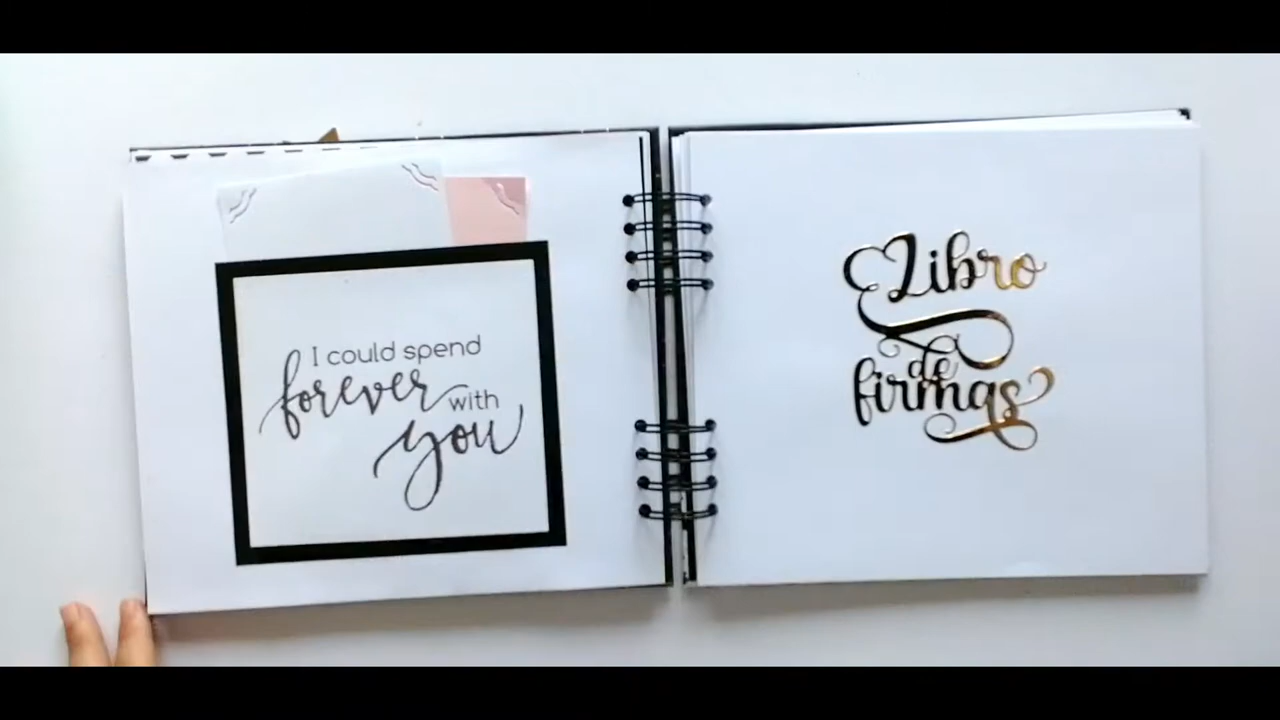 I could spend
forever with
you
Libro
de
firmas